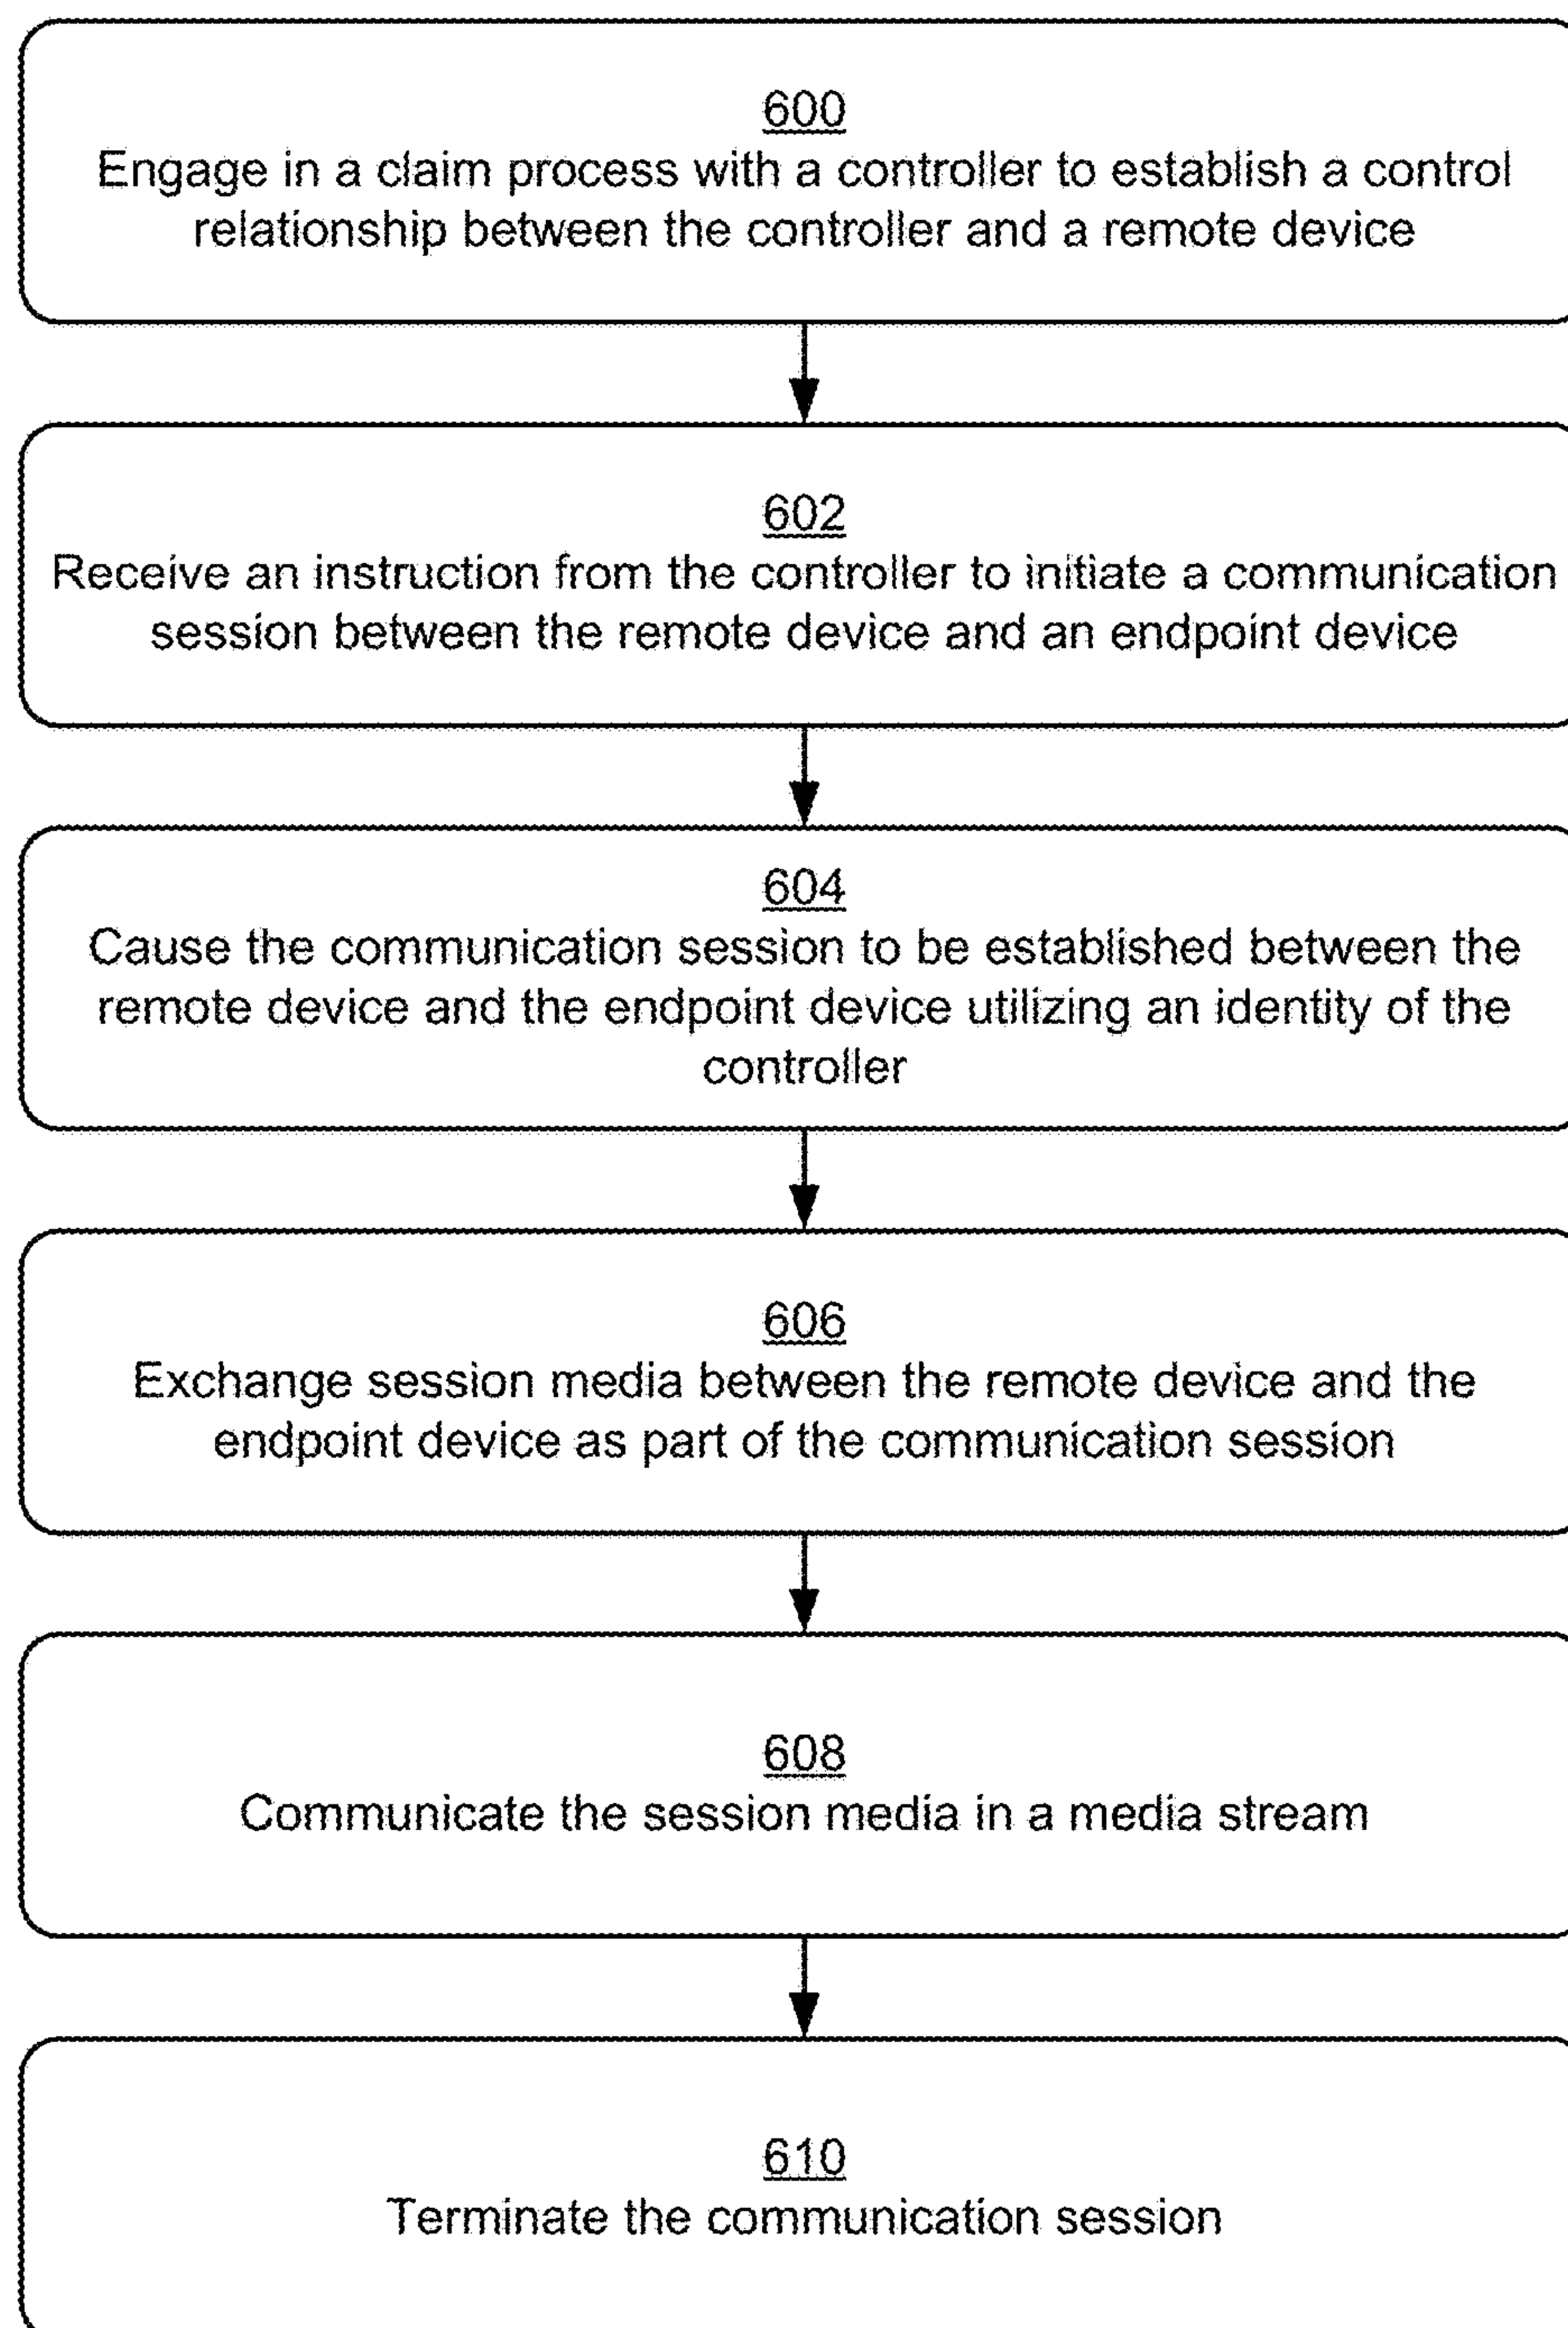 600
Engage in a claim process with a controller to establish a control
relationship between the controller and a remote device
602
Receive an instruction from the controller to initiate a communication
session between the remote device and an endpoint device
604
Cause the communication session to be established between the
remote device and the endpoint device utilizing an identity of the
controller
606
Exchange session media between the remote device and the
endpoint device as part of the communication session
608
Communicate the session media in a media stream
610
Terminate the communication session